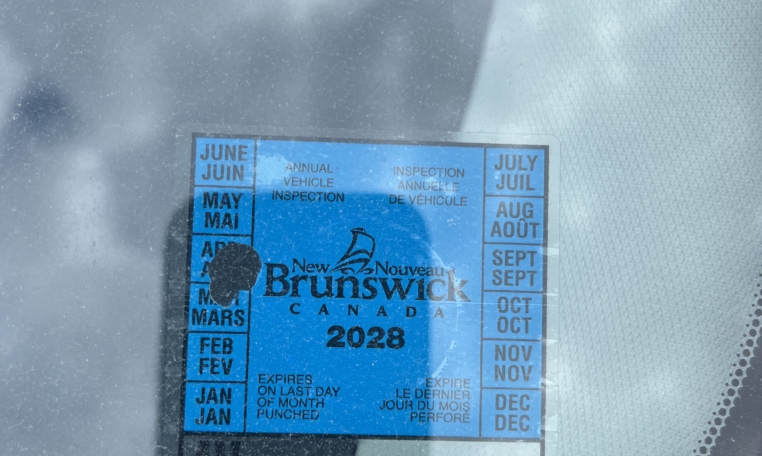 JUNE
JUIN
MAY
MAI
MARS
FEB
FEV
JAN
JAN
ANNUAL
VEHICLE
INSPECTION
INSPECTION
ANNUELLE
DE VÉHICULE
New Nouveau
Brunswick
CANADA
2028
EXPIRES
ON LAST DAY
OF MONTH
PUNCHED
EXPIRE
LE DERNIER
JOUR DU MOIS
PERFORÉ
JULY
JUIL
AUG
AOÛT
SEPT
SEPT
OCT
OCT
NOV
NOV
DEC
DEC